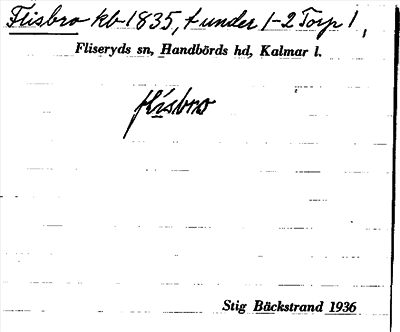 Flisbro kb 1835, t under 1-2 Torp 1,
Fliseryds sn, Handbörds hd, Kalmar l.
flisbro
Stig Bäckstrand 1936